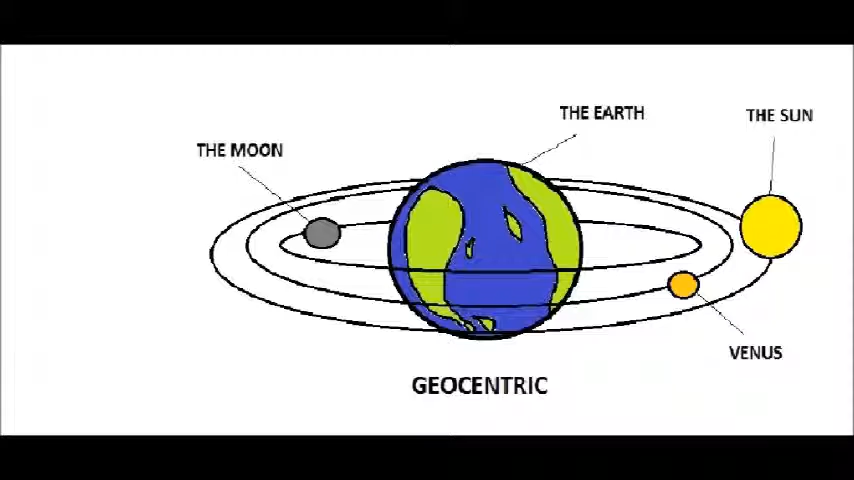 THE EARTH
THE SUN
THE MOON
VENUS
GEOCENTRIC